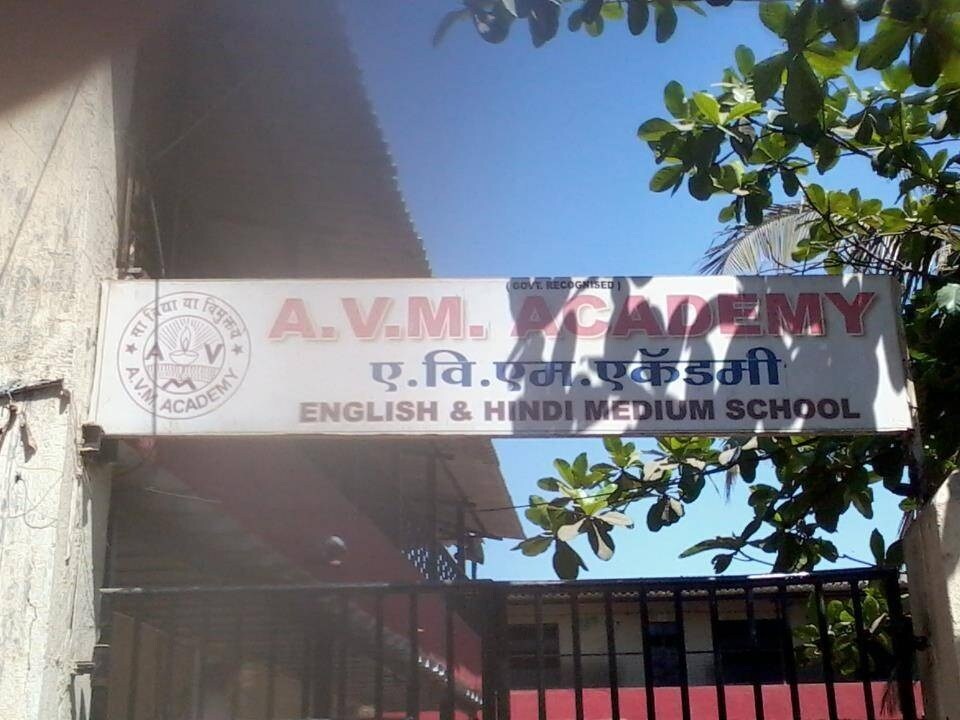 सा विद्या या विमुक्तये
A V
M
A.V.M ACADEMY
( GOVT. RECOGNISED )
A.V.M. ACADEMY
ए.वि.एम.एकॅडमी
ENGLISH & HINDI MEDIUM SCHOOL